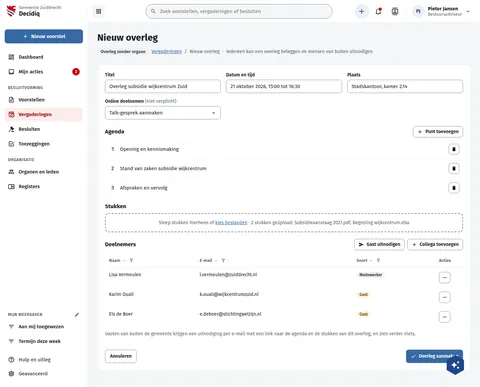 Gemeente Zuiddrecht
Decidiq
Zoek voorstellen, vergaderingen of besluiten
PJ
Pieter Jansen
Bestuursadviseur
+ Nieuw voorstel
Dashboard
Mijn acties
2
BESLUITVORMING
Voorstellen
Vergaderingen
Besluiten
Toezeggingen
ORGANISATIE
Organen en leden
Registers
MIJN WEERGAVEN
Aan mij toegewezen
Termijn deze week
Hulp en uitleg
Geavanceerd
Nieuw overleg
Overleg zonder orgaan
Vergaderingen / Nieuw overleg · Iedereen kan een overleg beleggen en mensen van buiten uitnodigen
Titel
Datum en tijd
Plaats
Overleg subsidie wijkcentrum Zuid
21 oktober 2026, 15:00 tot 16:30
Stadskantoor, kamer 2.14
Online deelnemen (niet verplicht)
Talk-gesprek aanmaken
Agenda
+ Punt toevoegen
1 Opening en kennismaking
2 Stand van zaken subsidie wijkcentrum
3 Afspraken en vervolg
Stukken
Sleep stukken hierheen of kies bestanden · 2 stukken geüpload: Subsidieaanvraag 2027.pdf, Begroting wijkcentrum.xlsx
Deelnemers
Gast uitnodigen
+ Collega toevoegen
Naam
E-mail
Soort
Acties
Lisa Vermeulen
l.vermeulen@zuiddrecht.nl
Medewerker
Karim Ouali
k.ouali@wijkcentrumzuid.nl
Gast
Els de Boer
e.deboer@stichtingwelzijn.nl
Gast
Gasten van buiten de gemeente krijgen een uitnodiging per e-mail met een link naar de agenda en de stukken van dit overleg, en zien verder niets.
Annuleren
Overleg aanma